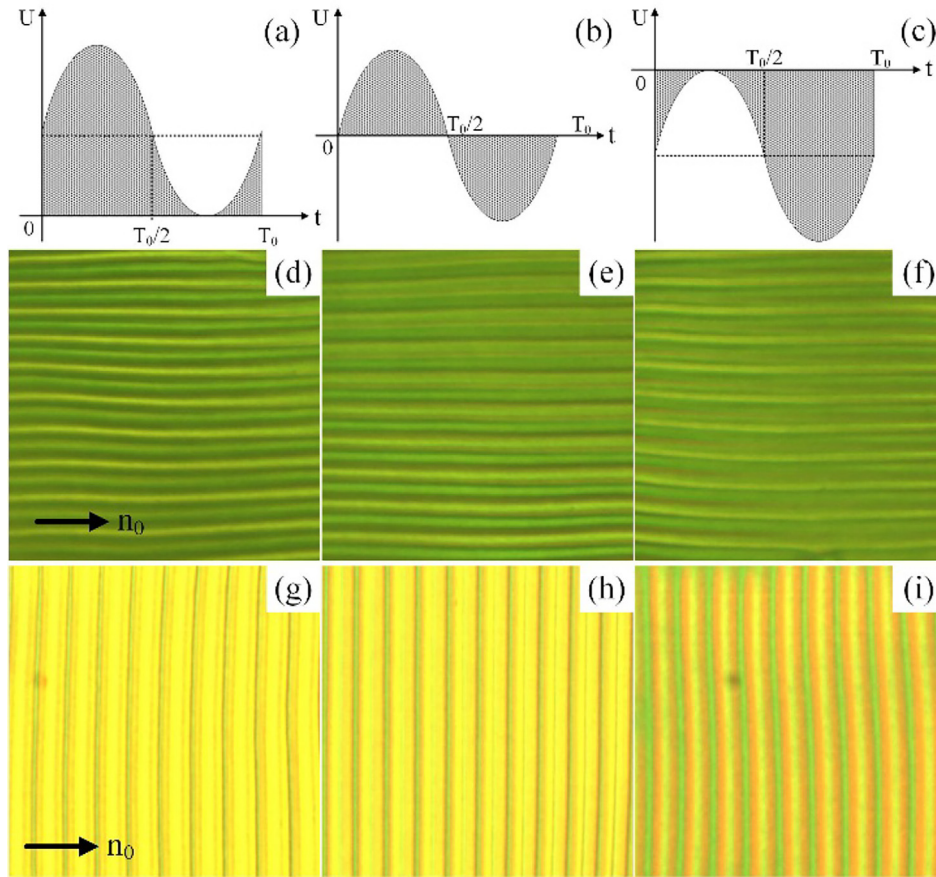 U (a)
0 T₀/2 T₀ t
U (b)
0 T₀/2 T₀ t
U (c)
0 T₀/2 T₀ t
(d) (e) (f)
n₀
(g) (h) (i)
n₀